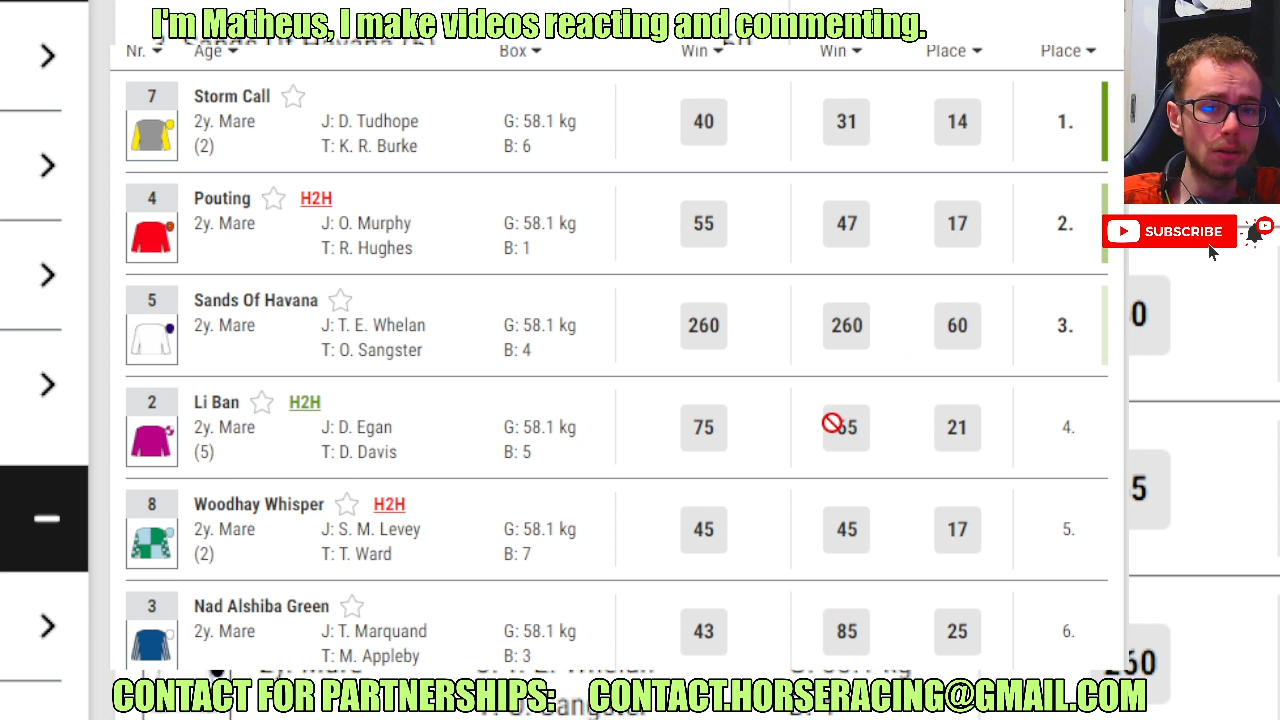 I'm Matheus, I make videos reacting and commenting.
Nr. Age Box Win Win Place Place
7 Storm Call
2y. Mare J: D. Tudhope G: 58.1 kg 40 31 14 1.
(2) T: K. R. Burke B: 6
4 Pouting H2H
2y. Mare J: O. Murphy G: 58.1 kg 55 47 17 2.
T: R. Hughes B: 1
SUBSCRIBE
5 Sands Of Havana
2y. Mare J: T. E. Whelan G: 58.1 kg 260 260 60 3.
T: O. Sangster B: 4
2 Li Ban H2H
2y. Mare J: D. Egan G: 58.1 kg 75 65 21 4.
(5) T: D. Davis B: 5
8 Woodhay Whisper H2H
2y. Mare J: S. M. Levey G: 58.1 kg 45 45 17 5.
(2) T: T. Ward B: 7
3 Nad Alshiba Green
2y. Mare J: T. Marquand G: 58.1 kg 43 85 25 6.
T: M. Appleby B: 3
CONTACT FOR PARTNERSHIPS: CONTACT.HORSERACING@GMAIL.COM